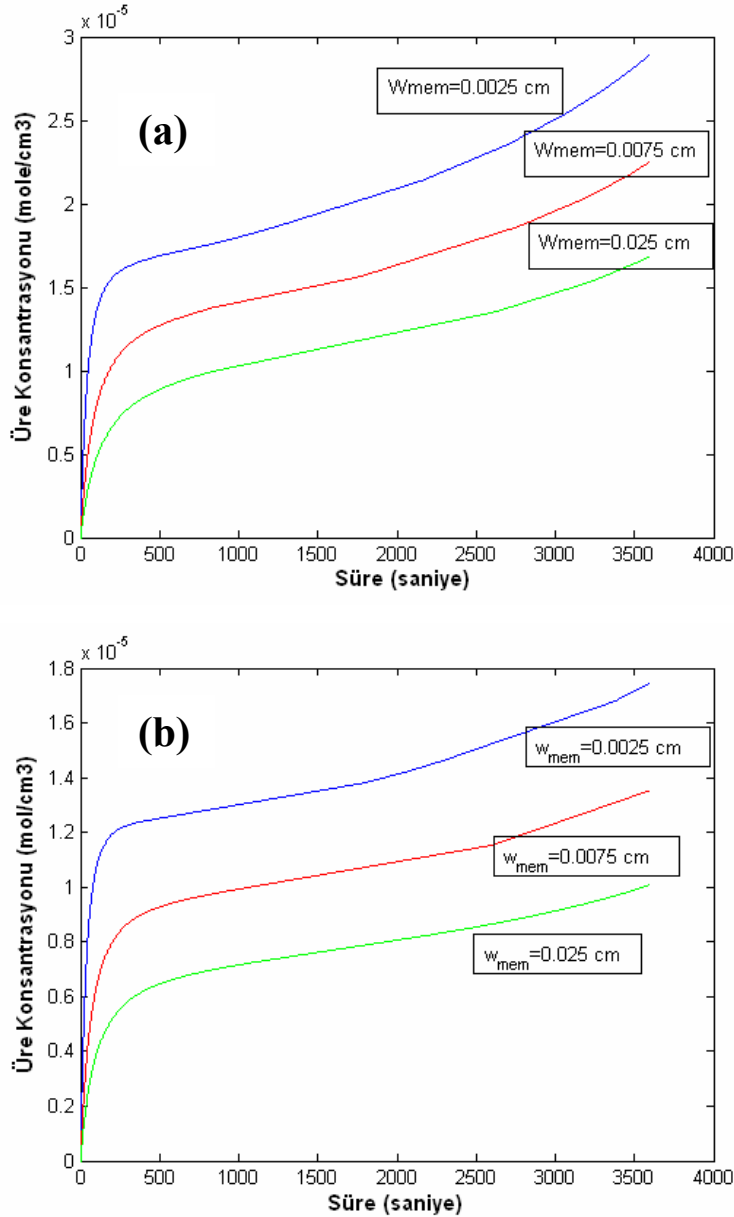 x 10-5
3
2.5
2
1.5
1
0.5
0
0 500 1000 1500 2000 2500 3000 3500 4000
Üre Konsantrasyonu (mole/cm3)
Süre (saniye)
(a)
Wmem=0.0025 cm
Wmem=0.0075 cm
Wmem=0.025 cm
x 10-5
1.8
1.6
1.4
1.2
1
0.8
0.6
0.4
0.2
0
0 500 1000 1500 2000 2500 3000 3500 4000
Üre Konsantrasyonu (mol/cm3)
Süre (saniye)
(b)
wmem=0.0025 cm
wmem=0.0075 cm
wmem=0.025 cm